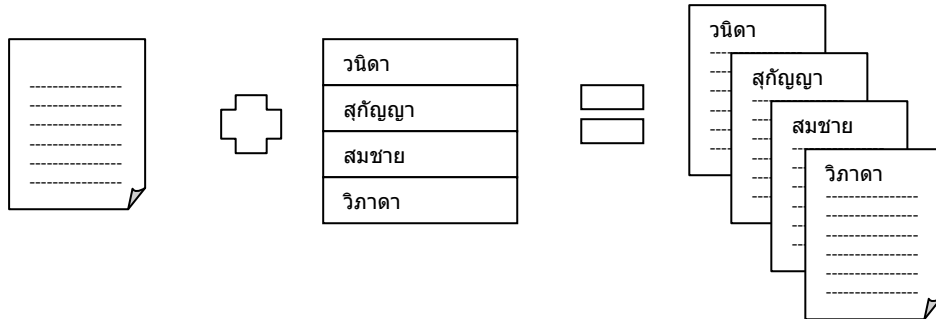 วนิดา
สุกัญญา
สมชาย
วิภาดา
วนิดา
สุกัญญา
สมชาย
วิภาดา